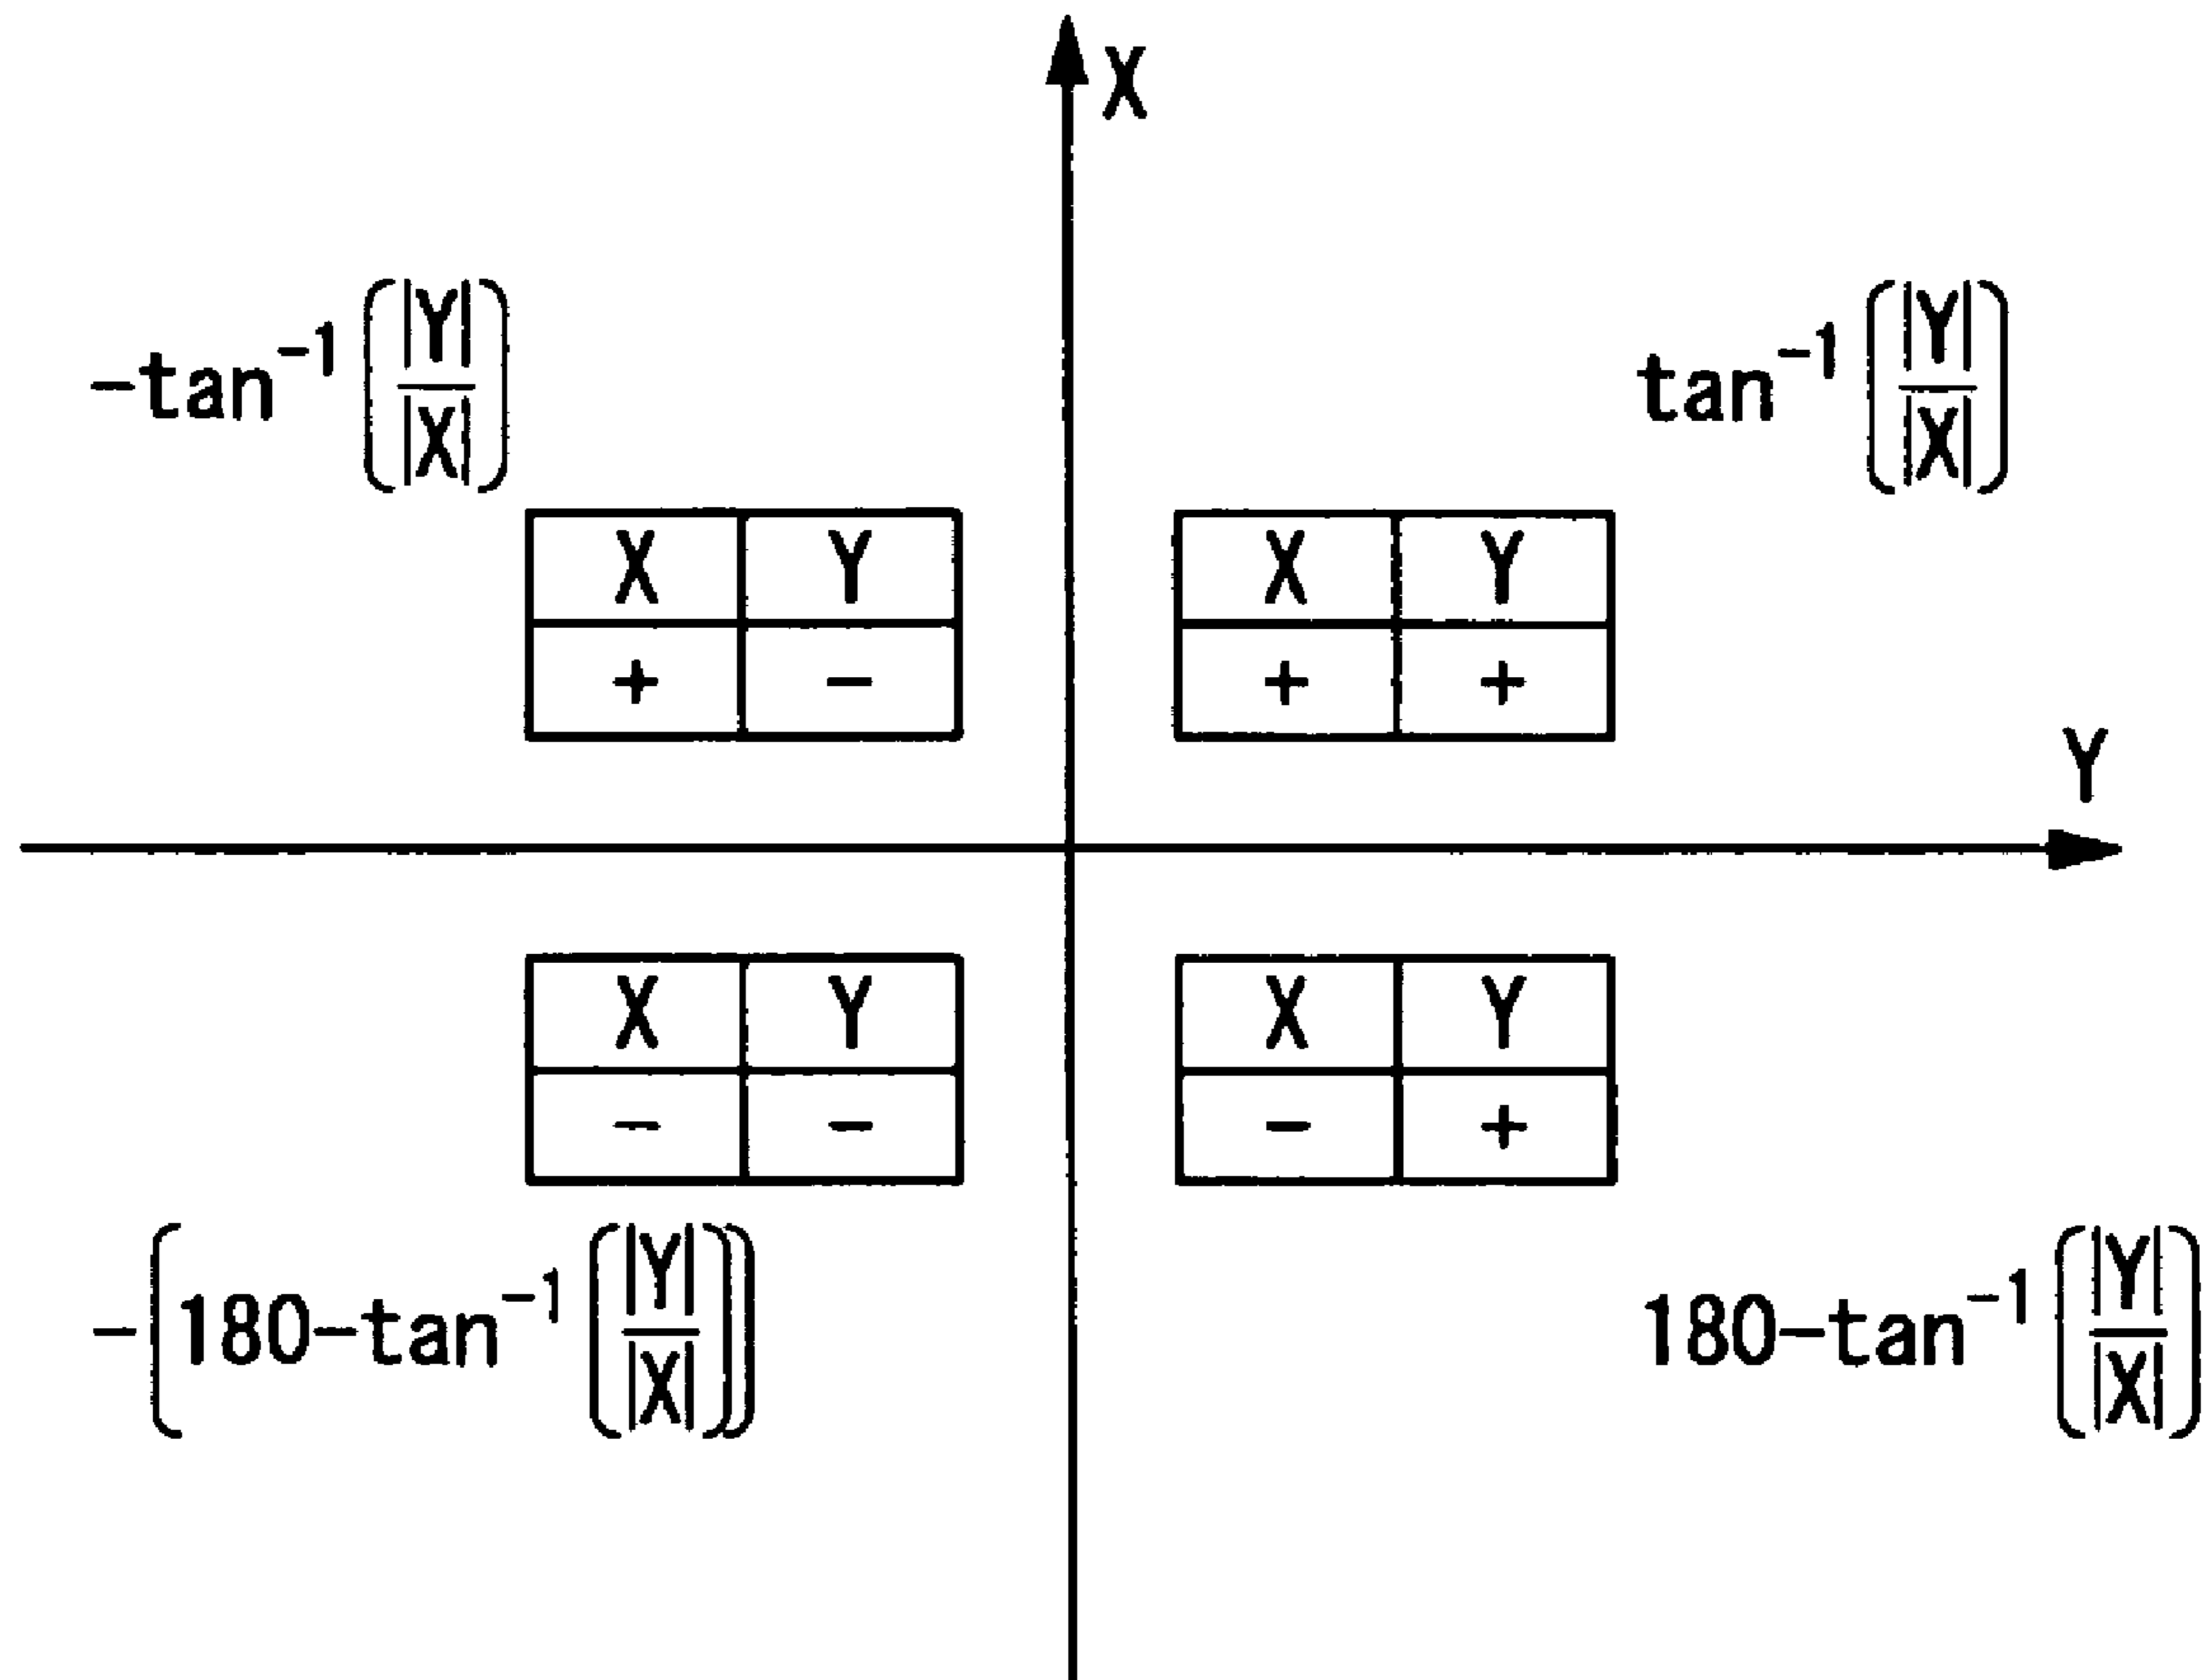 X
-tan⁻¹(|Y|/|X|)
tan⁻¹(|Y|/|X|)
X Y
+ -
X Y
+ +
Y
X Y
- -
X Y
- +
-(180-tan⁻¹(|Y|/|X|))
180-tan⁻¹(|Y|/|X|)